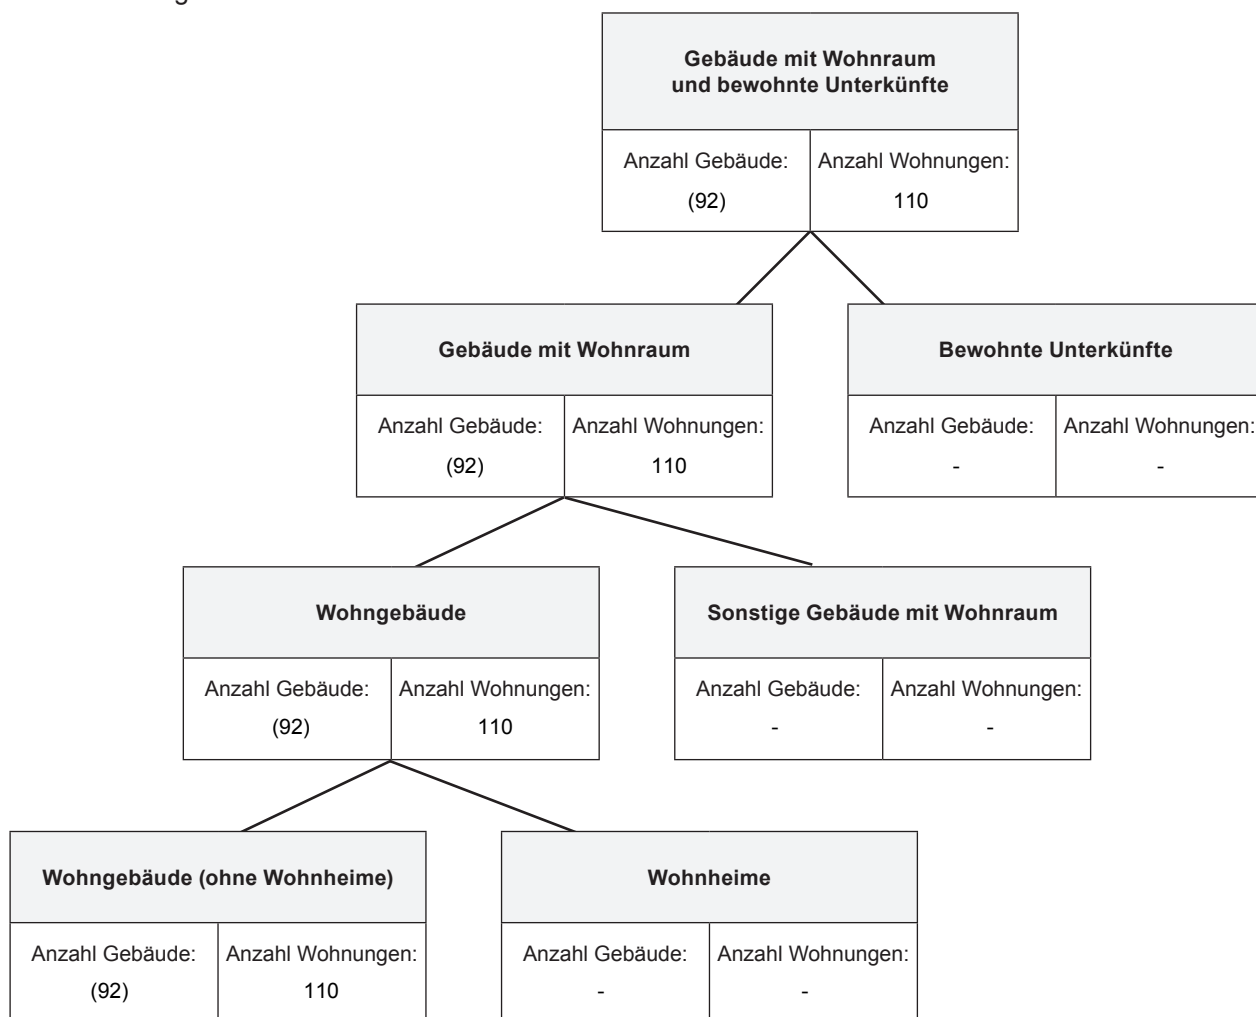 Gebäude mit Wohnraum
und bewohnte Unterkünfte
Anzahl Gebäude: Anzahl Wohnungen:
(92) 110
Gebäude mit Wohnraum
Bewohnte Unterkünfte
Anzahl Gebäude: Anzahl Wohnungen:
(92) 110
Anzahl Gebäude: Anzahl Wohnungen:
- -
Wohngebäude
Sonstige Gebäude mit Wohnraum
Anzahl Gebäude: Anzahl Wohnungen:
(92) 110
Anzahl Gebäude: Anzahl Wohnungen:
- -
Wohngebäude (ohne Wohnheime)
Wohnheime
Anzahl Gebäude: Anzahl Wohnungen:
(92) 110
Anzahl Gebäude: Anzahl Wohnungen:
- -